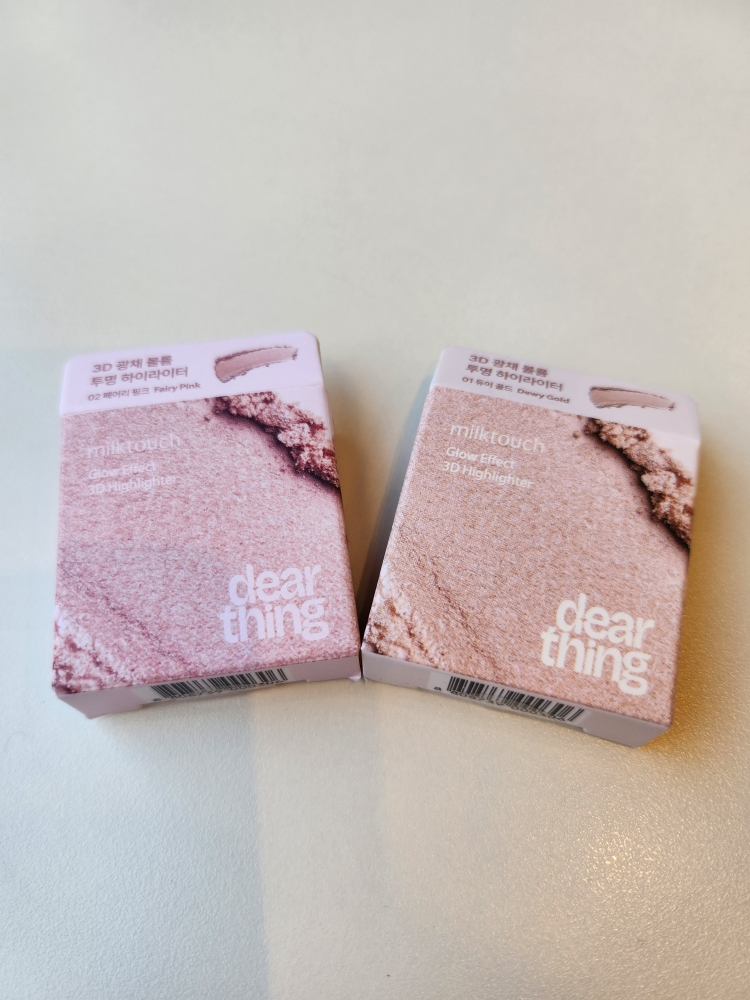 3D 광채 볼륨
투명 하이라이터
02 페어리 핑크 Fairy Pink
milktouch
Glow Effect
3D Highlighter
dear
thing
3D 광채 볼륨
투명 하이라이터
01 듀이 골드 Dewy Gold
milktouch
Glow Effect
3D Highlighter
dear
thing